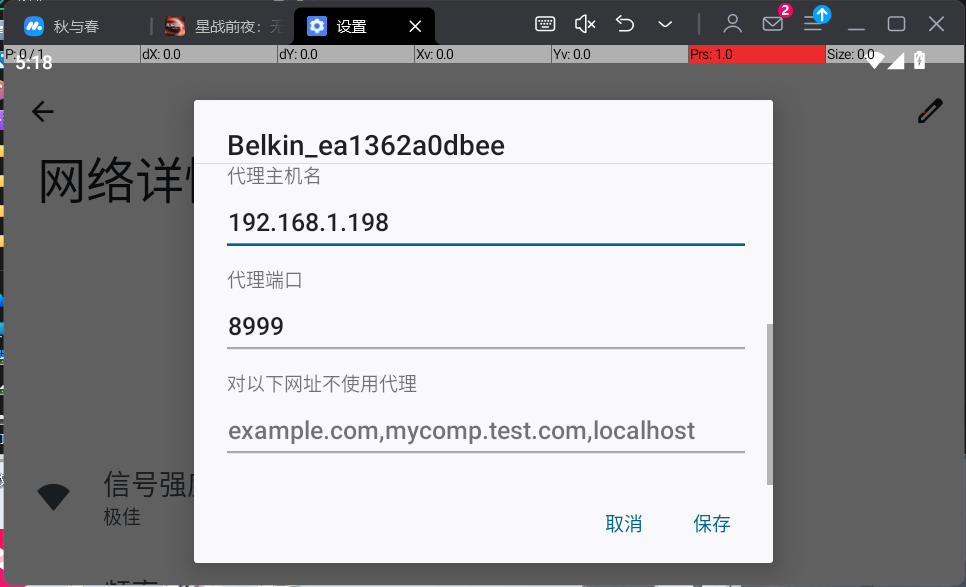 秋与春
星战前夜：无
设置
2
P: 0 / 1
dX: 0.0
dY: 0.0
Xv: 0.0
Yv: 0.0
Prs: 1.0
Size: 0.0
5:18
网络详情
Belkin_ea1362a0dbee
代理主机名
192.168.1.198
代理端口
8999
对以下网址不使用代理
example.com,mycomp.test.com,localhost
信号强度
极佳
取消
保存
频率